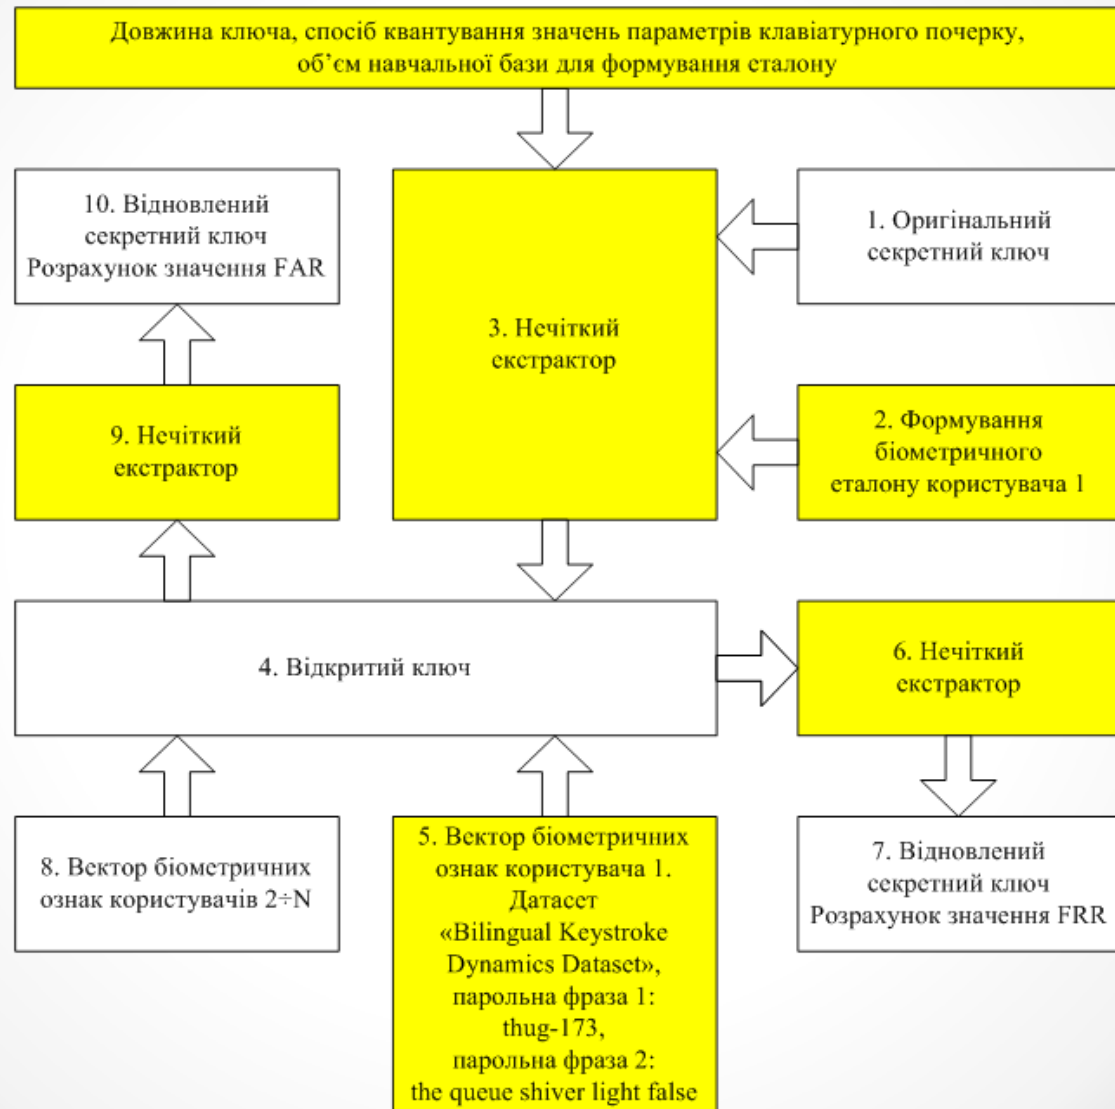 Довжина ключа, спосіб квантування значень параметрів клавіатурного почерку,
об’єм навчальної бази для формування еталону
10. Відновлений
секретний ключ
Розрахунок значення FAR
1. Оригінальний
секретний ключ
3. Нечіткий
екстрактор
9. Нечіткий
екстрактор
2. Формування
біометричного
еталону користувача 1
4. Відкритий ключ
6. Нечіткий
екстрактор
8. Вектор біометричних
ознак користувачів 2÷N
5. Вектор біометричних
ознак користувача 1.
Датасет
«Bilingual Keystroke
Dynamics Dataset»,
парольна фраза 1:
thug-173,
парольна фраза 2:
the queue shiver light false
7. Відновлений
секретний ключ
Розрахунок значення FRR